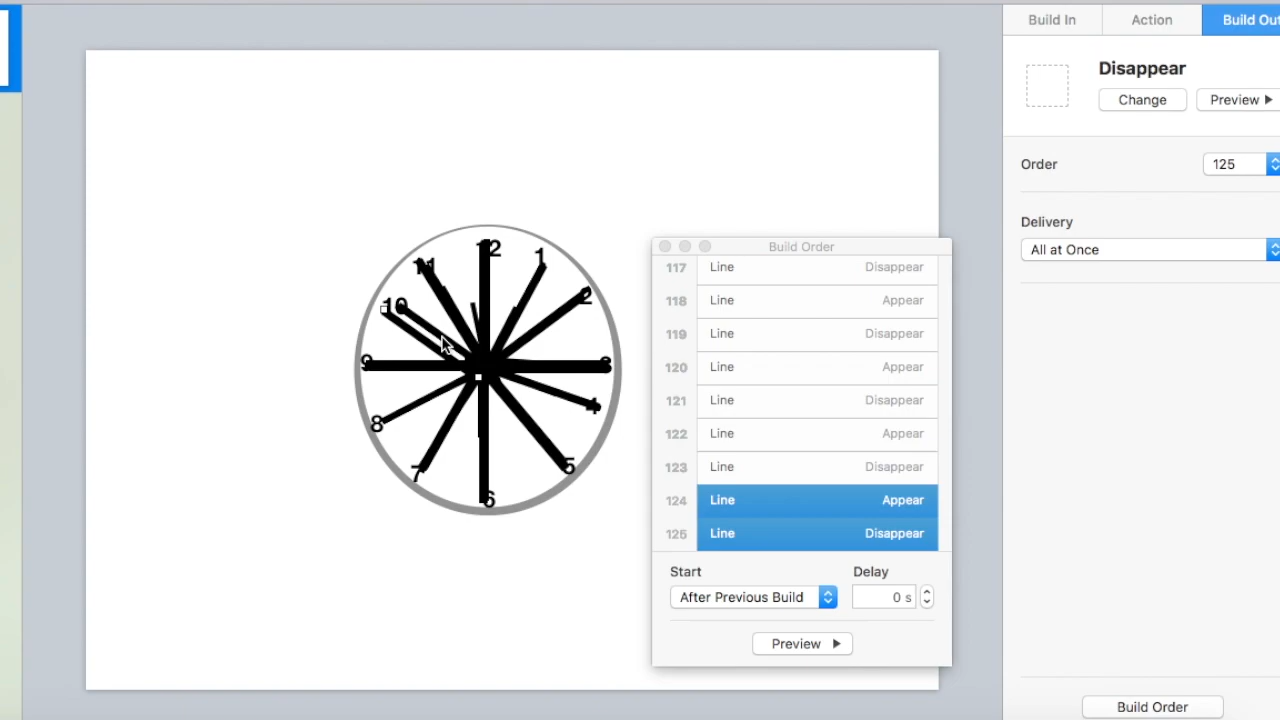 Build In Action Build Out
Disappear
Change Preview
Order 125
Delivery
All at Once
12
11 1
10 2
9 3
8 4
7 5
6
Build Order
117 Line Disappear
118 Line Appear
119 Line Disappear
120 Line Appear
121 Line Disappear
122 Line Appear
123 Line Disappear
124 Line Appear
125 Line Disappear
Start Delay
After Previous Build 0 s
Preview
Build Order